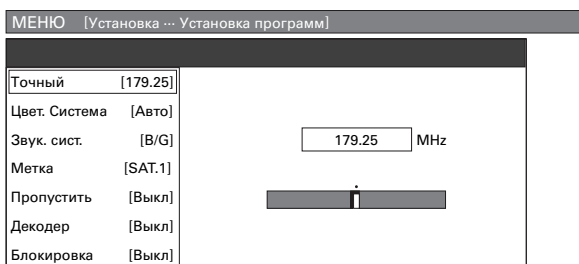 МЕНЮ [Установка ··· Установка программ]
Точный [179.25]
Цвет. Система [Авто]
Звук. сист. [B/G]
179.25 MHz
Метка [SAT.1]
Пропустить [Выкл]
Декодер [Выкл]
Блокировка [Выкл]